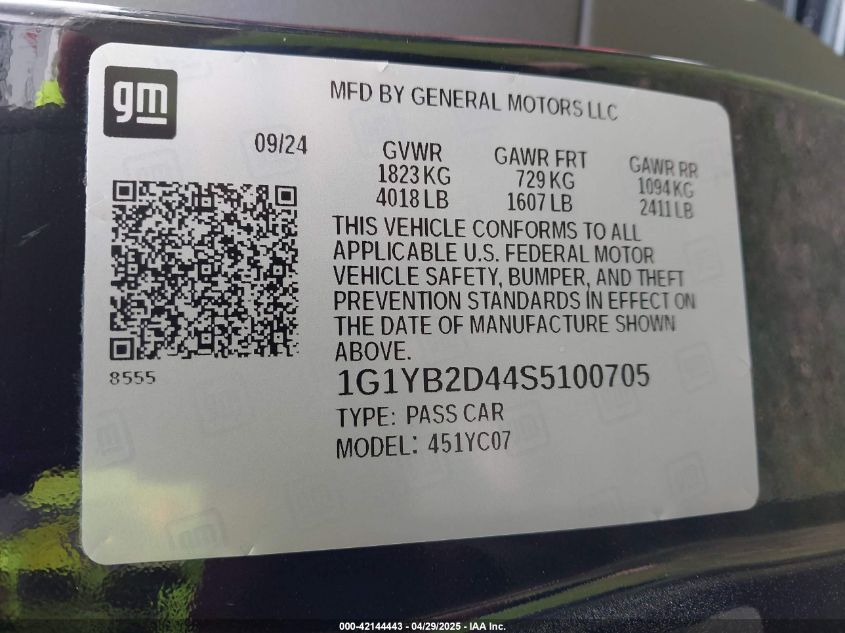 gm
MFD BY GENERAL MOTORS LLC
09/24
GVWR
1823 KG
4018 LB
GAWR FRT
729 KG
1607 LB
GAWR RR
1094 KG
2411 LB
THIS VEHICLE CONFORMS TO ALL
APPLICABLE U.S. FEDERAL MOTOR
VEHICLE SAFETY, BUMPER, AND THEFT
PREVENTION STANDARDS IN EFFECT ON
THE DATE OF MANUFACTURE SHOWN
ABOVE.
8555
1G1YB2D44S5100705
TYPE: PASS CAR
MODEL: 451YC07
000-42144443 - 04/29/2025 - IAA Inc.